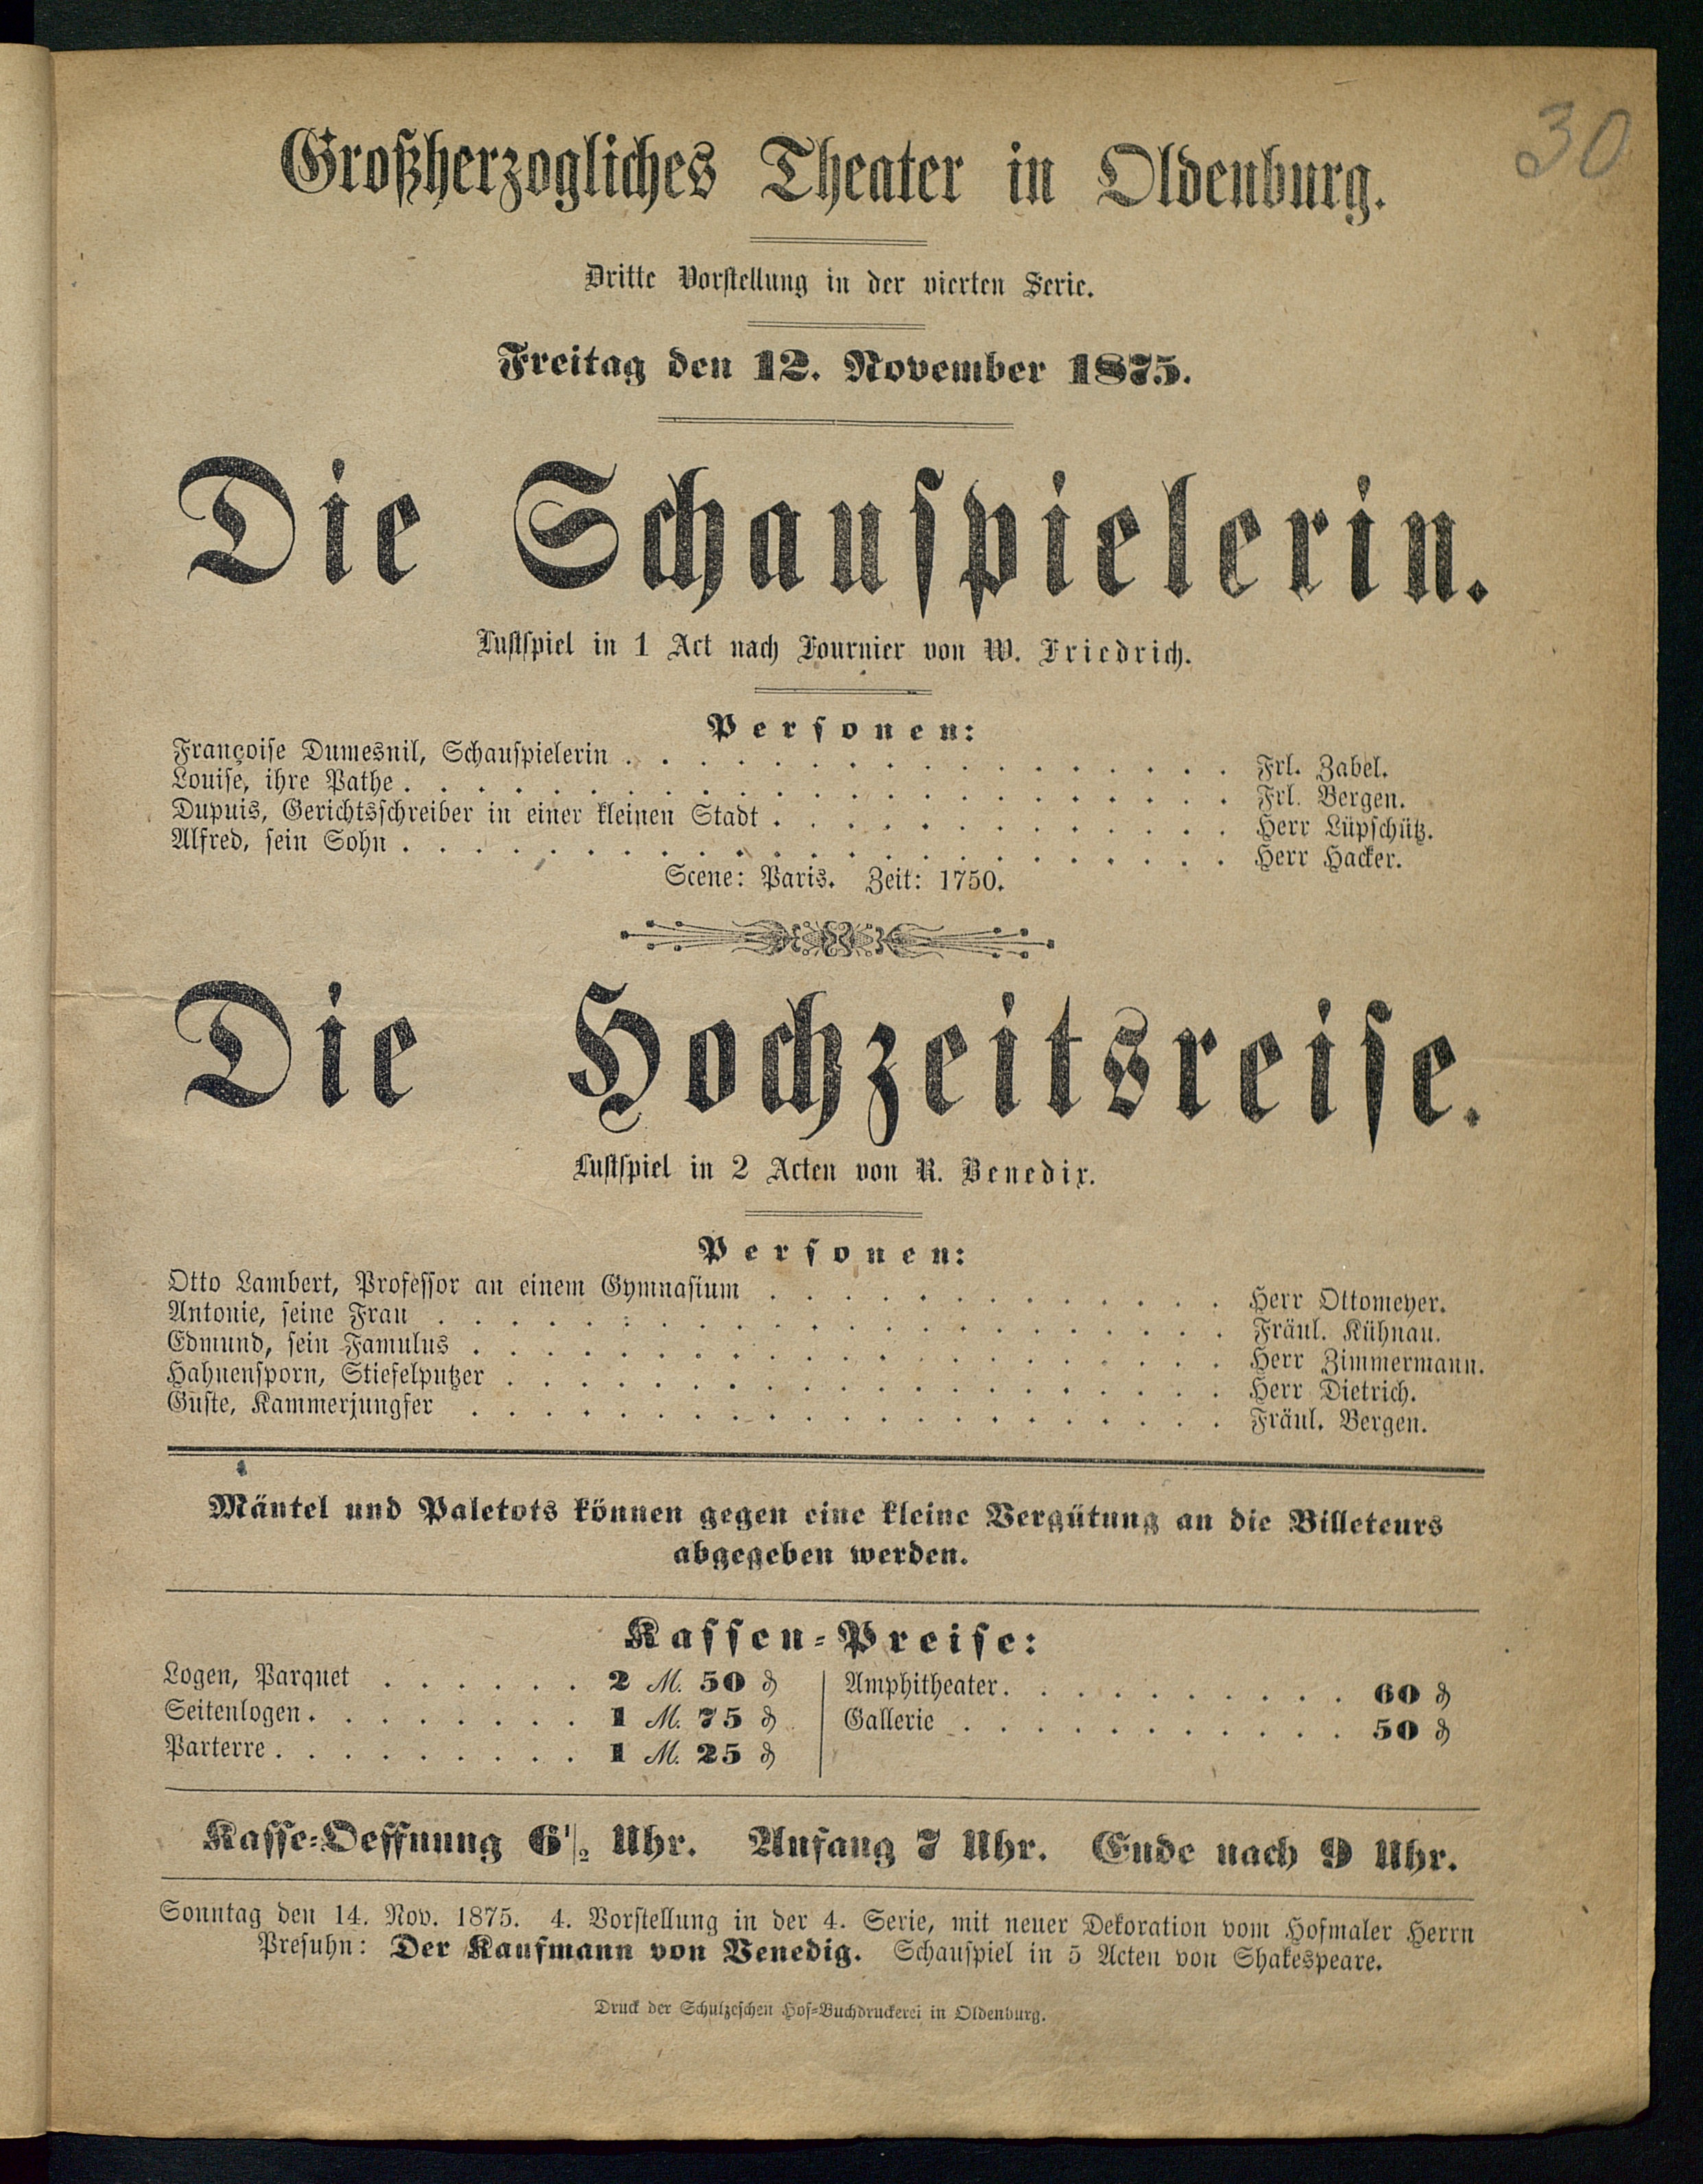 30
Großherzogliches Theater in Oldenburg.
Dritte Vorstellung in der vierten Serie.
Freitag den 12. November 1875.
Die Schauspielerin.
Lustspiel in 1 Act nach Fournier von W. Friedrich.
Personen:
Françoise Dumesnil, Schauspielerin . . . . . . . . . . . . . . . . . Frl. Zabel.
Louise, ihre Pathe . . . . . . . . . . . . . . . . . . . . . . . Frl. Bergen.
Dupuis, Gerichtsschreiber in einer kleinen Stadt . . . . . . . . . . . . . Herr Lüpschütz.
Alfred, sein Sohn . . . . . . . . . . . . . . . . . . . . . . . Herr Hacker.
Scene: Paris. Zeit: 1750.
Die Hochzeitsreise.
Lustspiel in 2 Acten von R. Benedix.
Personen:
Otto Lambert, Professor an einem Gymnasium . . . . . . . . . . . . . Herr Ottomeyer.
Antonie, seine Frau . . . . . . . . . . . . . . . . . . . . . . Fräul. Kühnau.
Edmund, sein Famulus . . . . . . . . . . . . . . . . . . . . . Herr Zimmermann.
Hahnensporn, Stiefelputzer . . . . . . . . . . . . . . . . . . . . Herr Dietrich.
Guste, Kammerjungfer . . . . . . . . . . . . . . . . . . . . . Fräul. Bergen.
Mäntel und Paletots können gegen eine kleine Vergütung an die Billeteurs
abgegeben werden.
Kassen-Preise:
Logen, Parquet . . . . . . 2 M. 50 ₰
Seitenlogen . . . . . . . . 1 M. 75 ₰
Parterre . . . . . . . . . 1 M. 25 ₰
Amphitheater . . . . . . . . . . 60 ₰
Gallerie . . . . . . . . . . . 50 ₰
Kasse-Oeffnung 6 1/2 Uhr. Anfang 7 Uhr. Ende nach 9 Uhr.
Sonntag den 14. Nov. 1875. 4. Vorstellung in der 4. Serie, mit neuer Dekoration vom Hofmaler Herrn
Presuhn: Der Kaufmann von Venedig. Schauspiel in 5 Acten von Shakespeare.
Druck der Schulzeschen Hof-Buchdruckerei in Oldenburg.